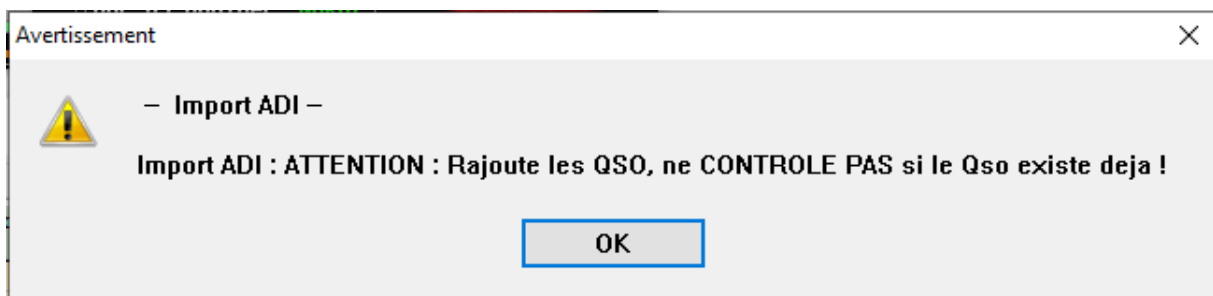 Avertissement
– Import ADI –
Import ADI : ATTENTION : Rajoute les QSO, ne CONTROLE PAS si le Qso existe deja !
OK